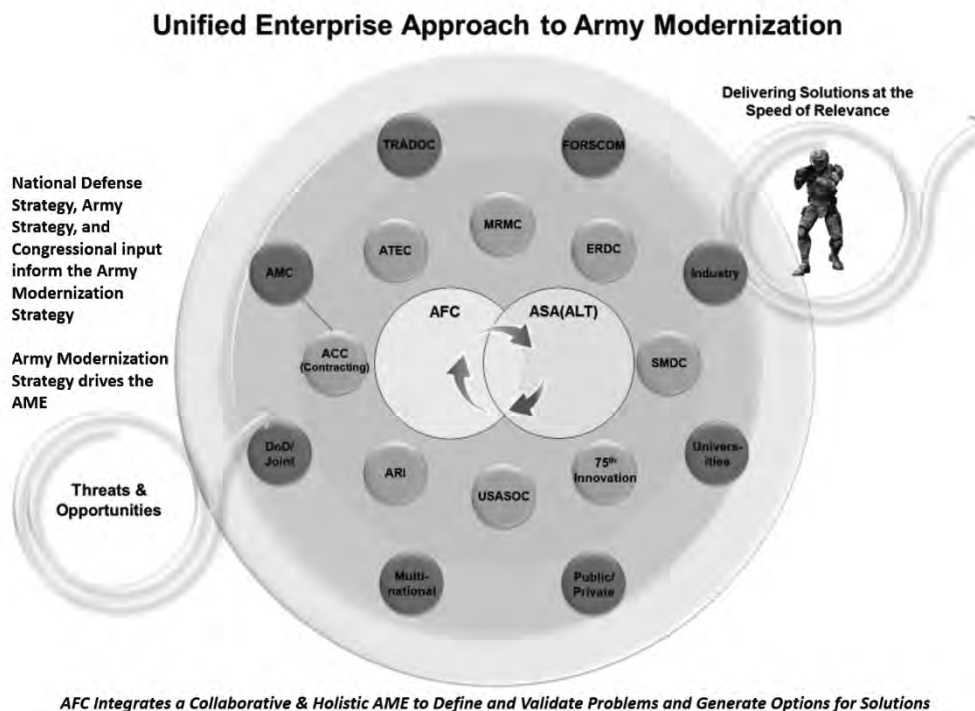 Unified Enterprise Approach to Army Modernization
Delivering Solutions at the
Speed of Relevance
National Defense
Strategy, Army
Strategy, and
Congressional input
inform the Army
Modernization
Strategy
Army Modernization
Strategy drives the
AME
Threats &
Opportunities
TRADOC
FORSCOM
MRMC
ATEC
ERDC
AMC
Industry
AFC
ASA(ALT)
ACC
(Contracting)
SMDC
DoD/
Joint
Univers-
ities
ARI
75th
Innovation
USASOC
Multi-
national
Public/
Private
AFC Integrates a Collaborative & Holistic AME to Define and Validate Problems and Generate Options for Solutions